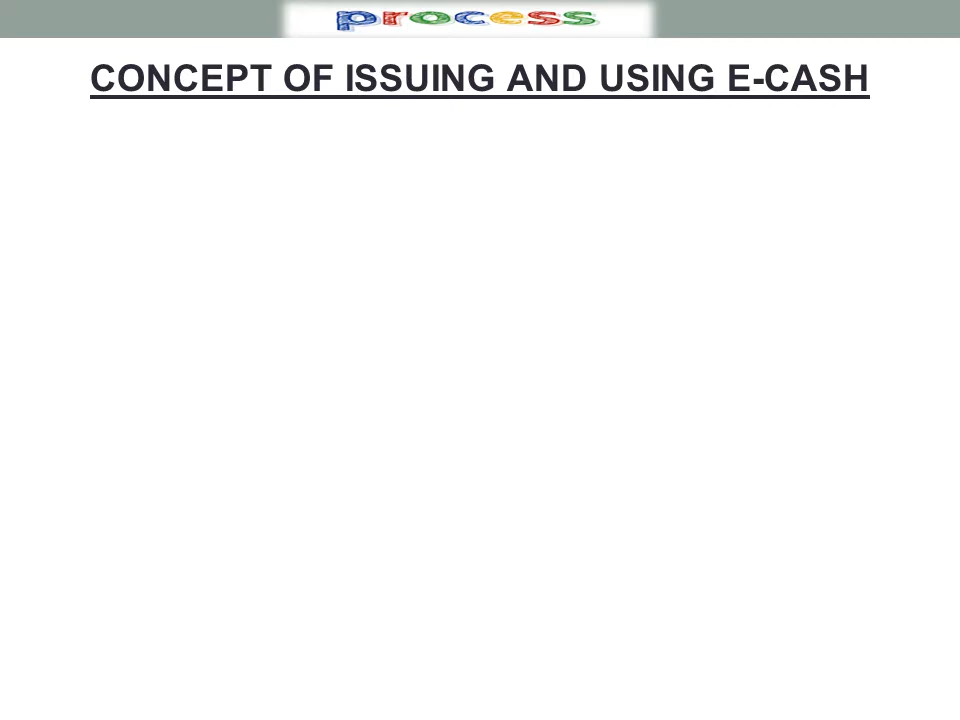 process
CONCEPT OF ISSUING AND USING E-CASH